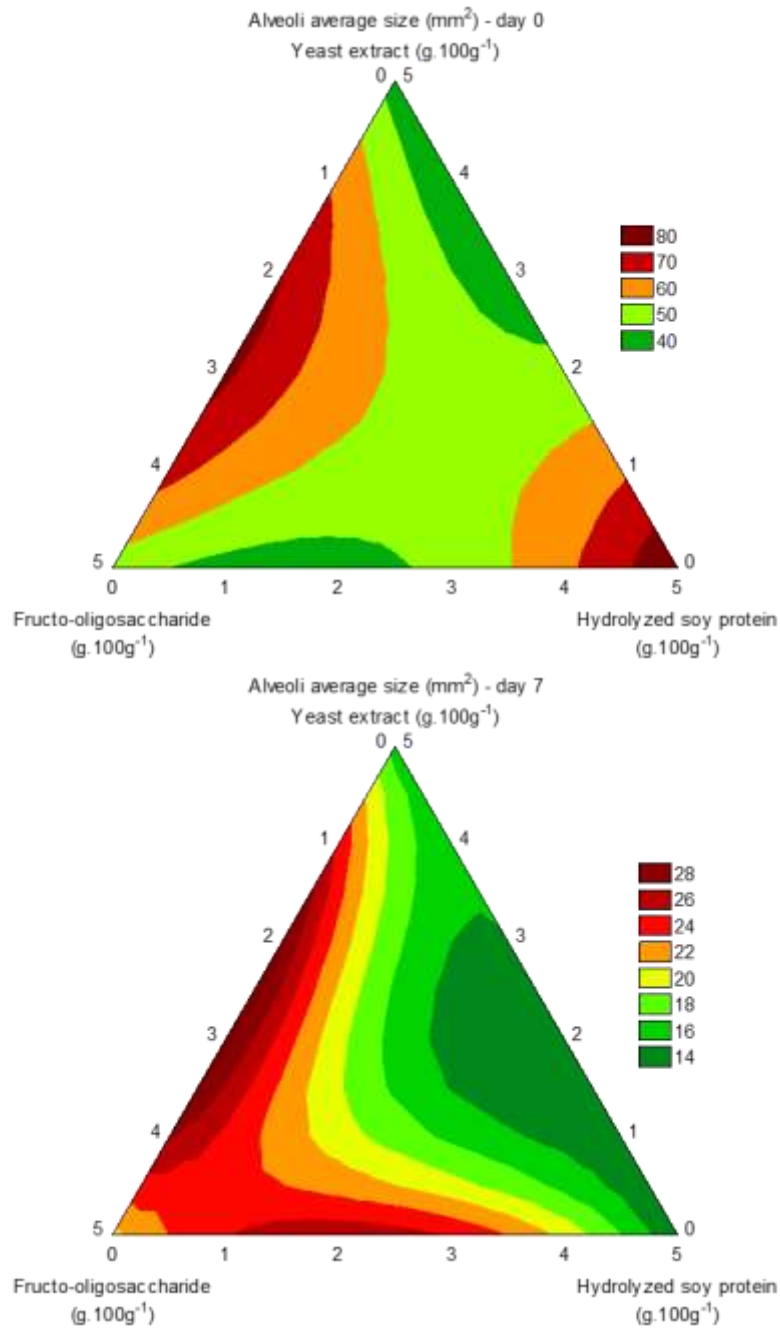 Alveoli average size (mm²) - day 0
Yeast extract (g.100g⁻¹)
0 5
1 4
80
70
2 3
60
50
40
3 2
4 1
5 0
0 1 2 3 4 5
Fructo-oligosaccharide Hydrolyzed soy protein
(g.100g⁻¹) (g.100g⁻¹)
Alveoli average size (mm²) - day 7
Yeast extract (g.100g⁻¹)
0 5
1 4
28
26
24
2 3
22
20
18
3 2
16
14
4 1
5 0
0 1 2 3 4 5
Fructo-oligosaccharide Hydrolyzed soy protein
(g.100g⁻¹) (g.100g⁻¹)